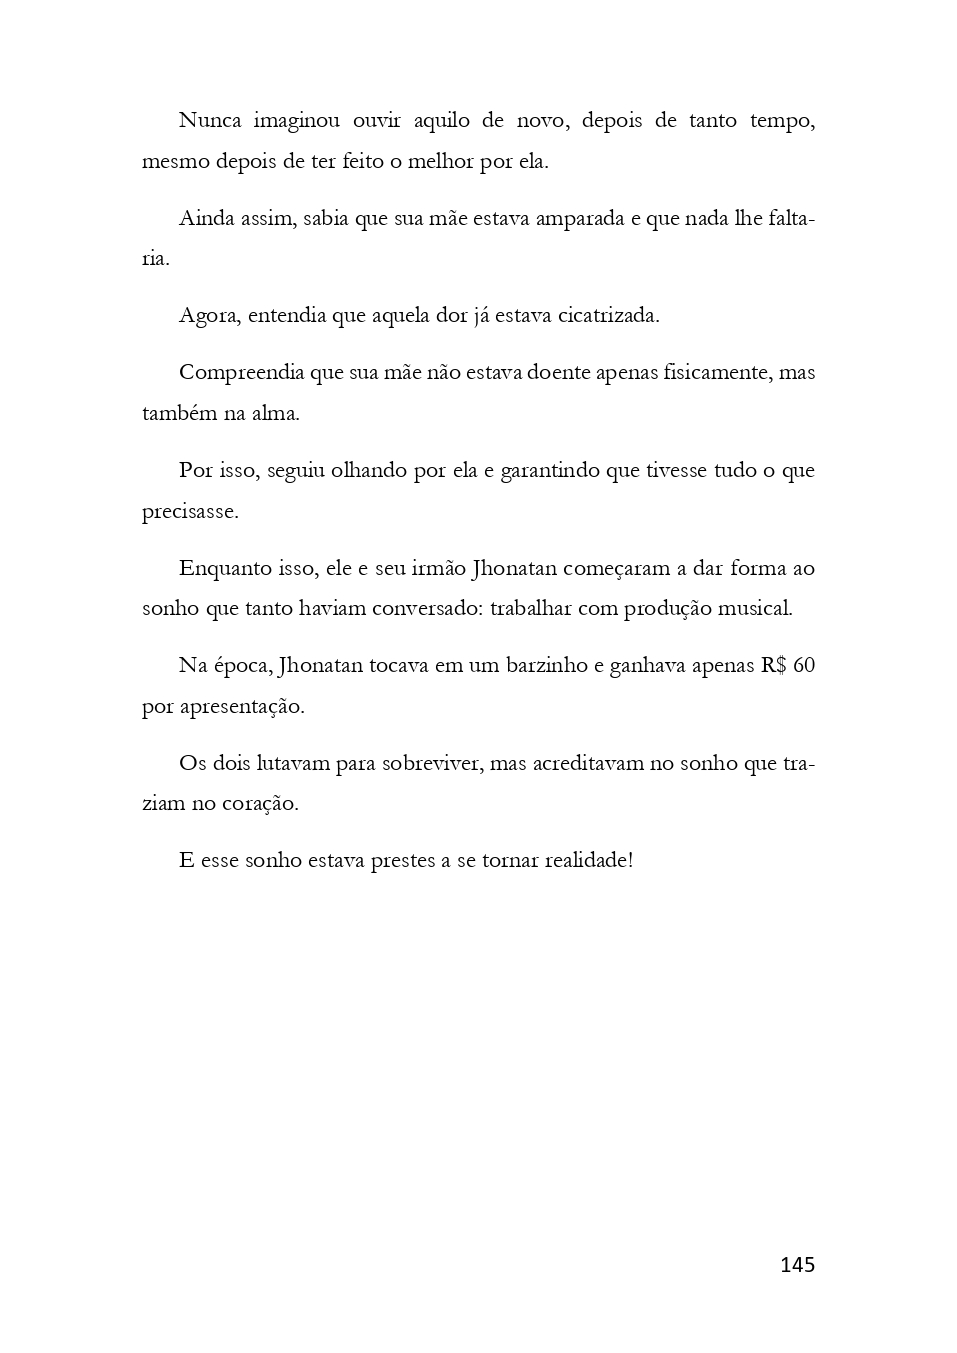 Nunca imaginou ouvir aquilo de novo, depois de tanto tempo,
mesmo depois de ter feito o melhor por ela.
Ainda assim, sabia que sua mãe estava amparada e que nada lhe falta-
ria.
Agora, entendia que aquela dor já estava cicatrizada.
Compreendia que sua mãe não estava doente apenas fisicamente, mas
também na alma.
Por isso, seguiu olhando por ela e garantindo que tivesse tudo o que
precisasse.
Enquanto isso, ele e seu irmão Jhonatan começaram a dar forma ao
sonho que tanto haviam conversado: trabalhar com produção musical.
Na época, Jhonatan tocava em um barzinho e ganhava apenas R$ 60
por apresentação.
Os dois lutavam para sobreviver, mas acreditavam no sonho que tra-
ziam no coração.
E esse sonho estava prestes a se tornar realidade!
145